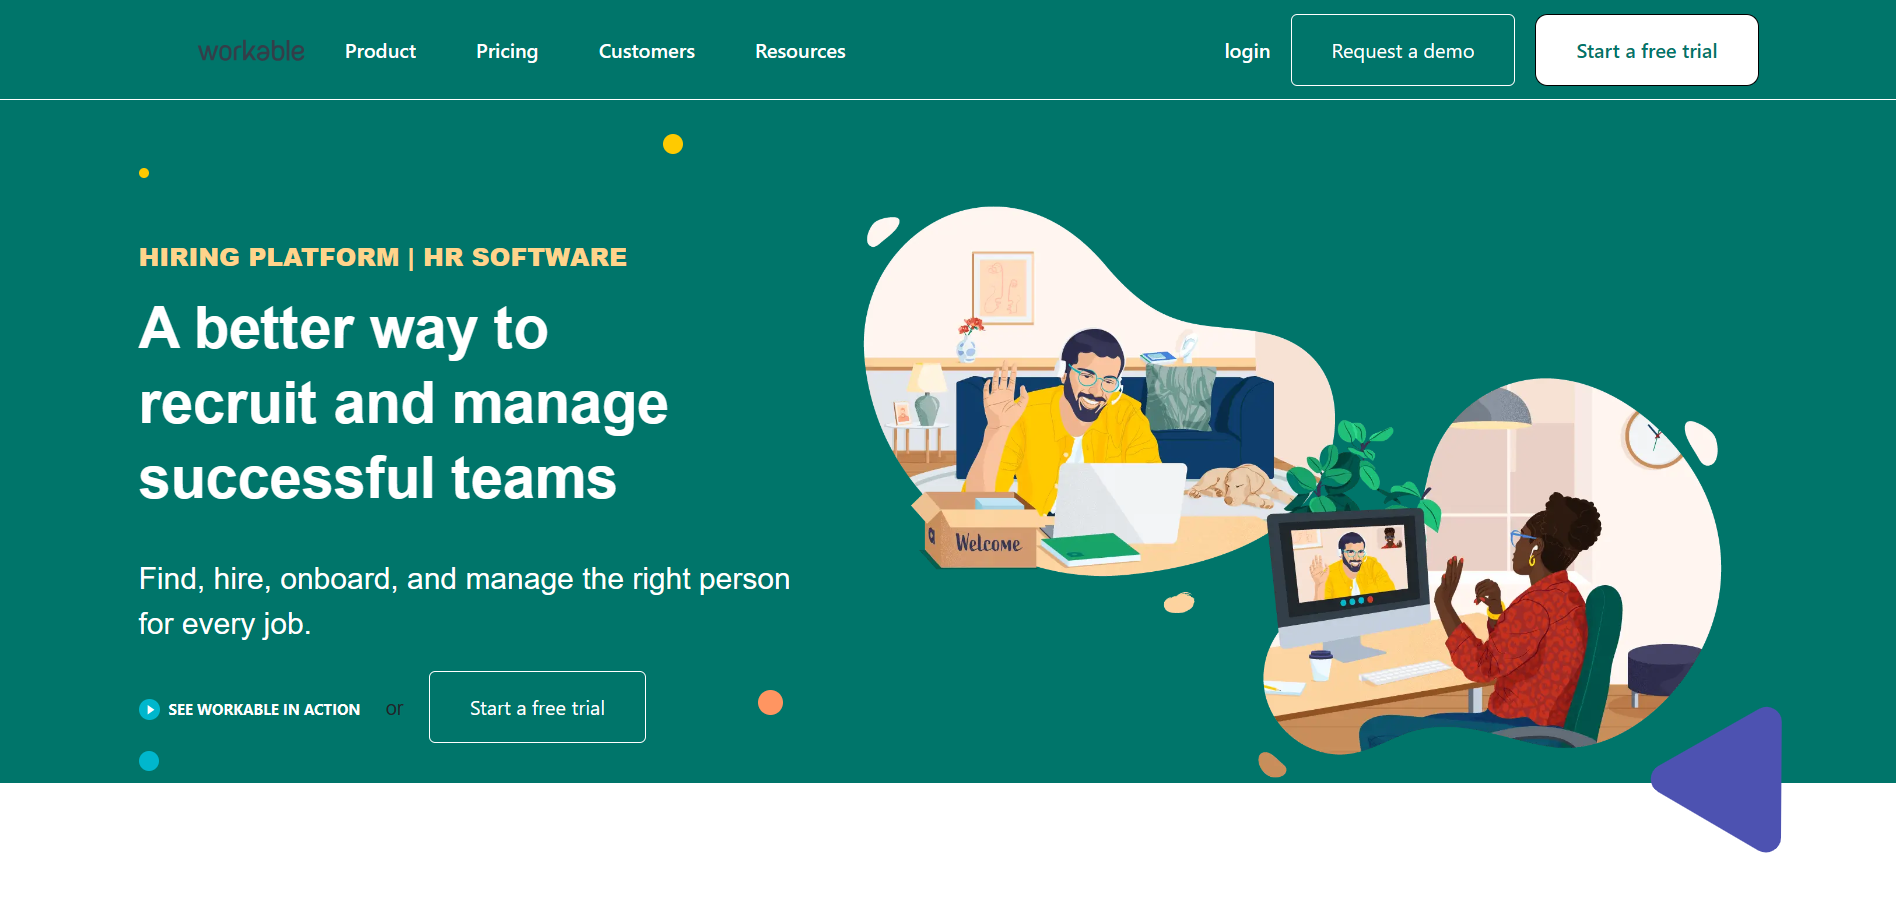 workable Product Pricing Customers Resources login Request a demo Start a free trial
HIRING PLATFORM | HR SOFTWARE
A better way to
recruit and manage
successful teams
Find, hire, onboard, and manage the right person
for every job.
SEE WORKABLE IN ACTION or Start a free trial
a Welcome